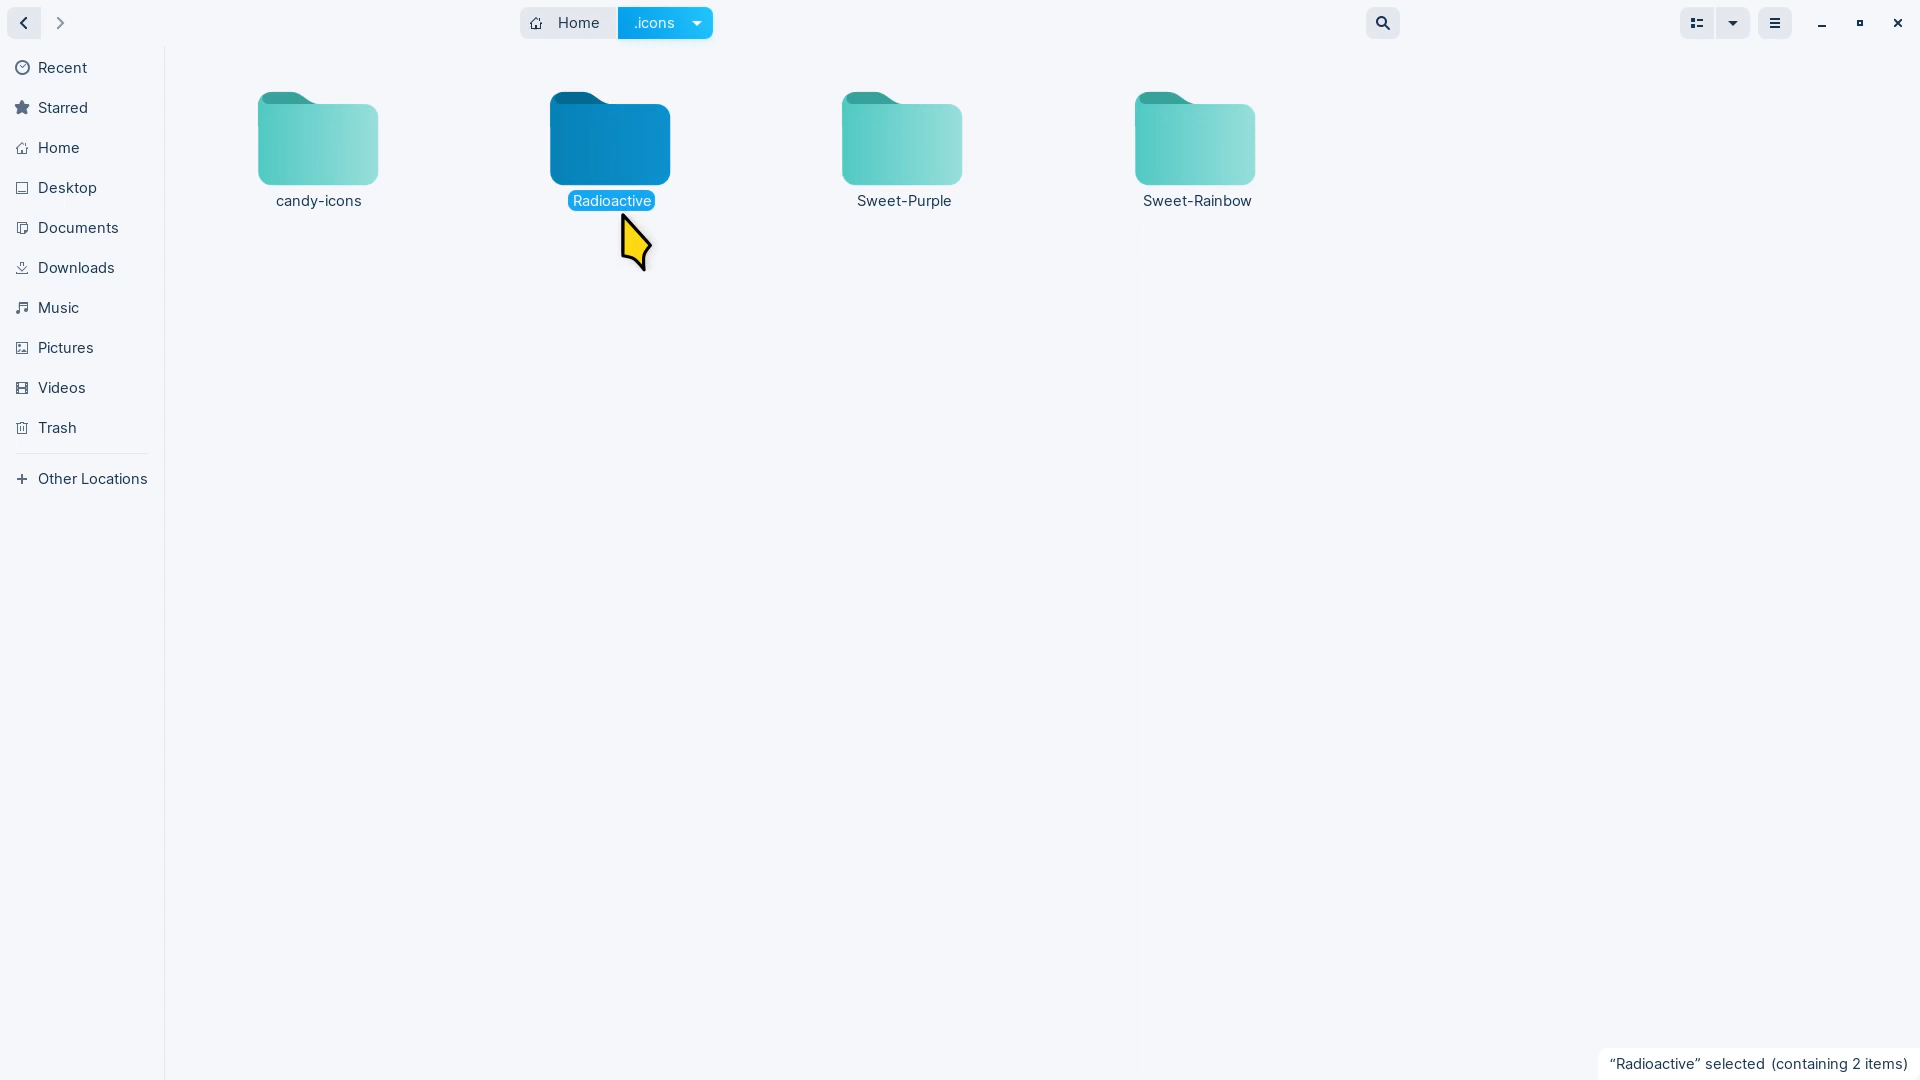 Home .icons
Recent
Starred
Home
Desktop
Documents
Downloads
Music
Pictures
Videos
Trash
Other Locations
candy-icons Radioactive Sweet-Purple Sweet-Rainbow
“Radioactive” selected (containing 2 items)